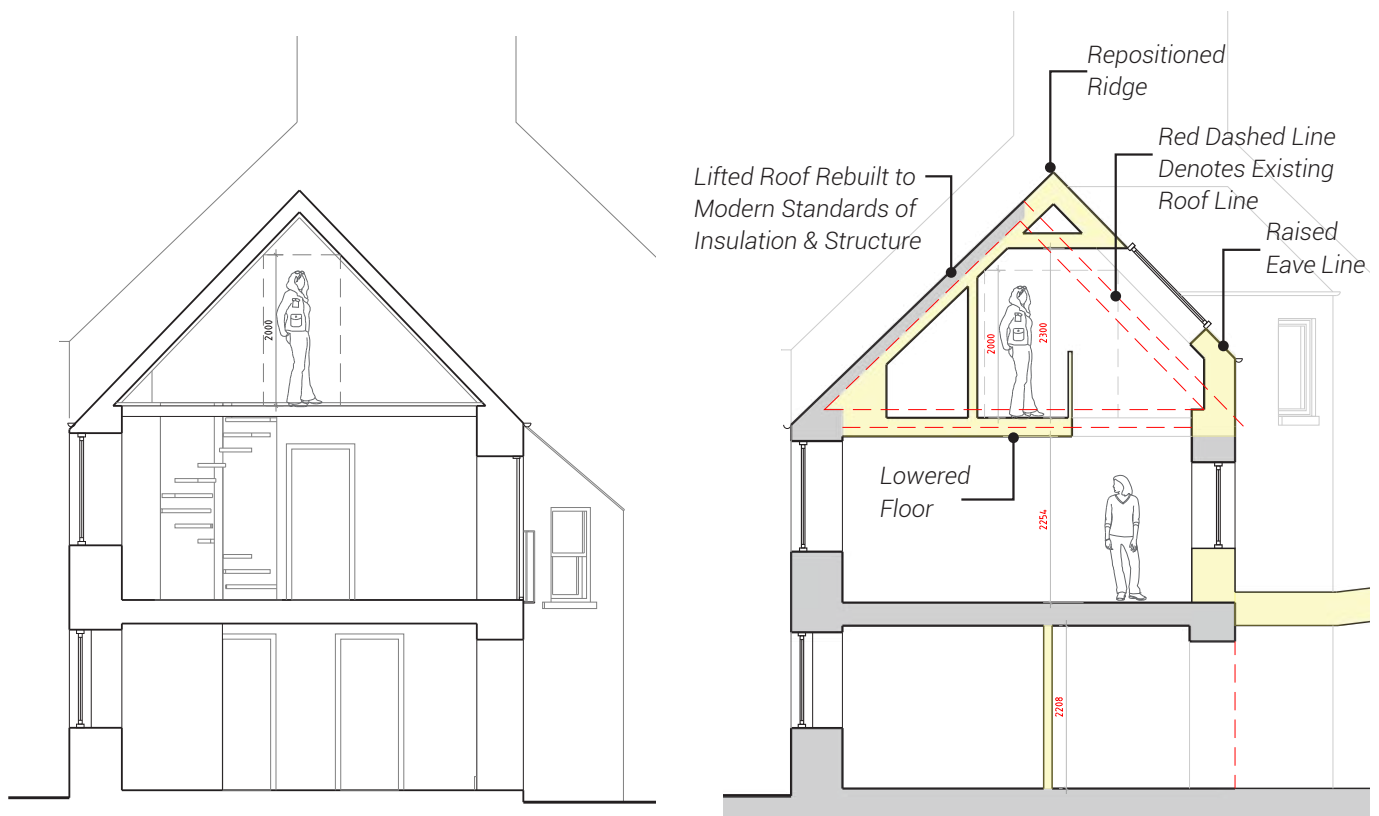 2000
Repositioned
Ridge
Red Dashed Line
Denotes Existing
Roof Line
Lifted Roof Rebuilt to
Modern Standards of
Insulation & Structure
Raised
Eave Line
2000
2300
Lowered
Floor
2254
2208